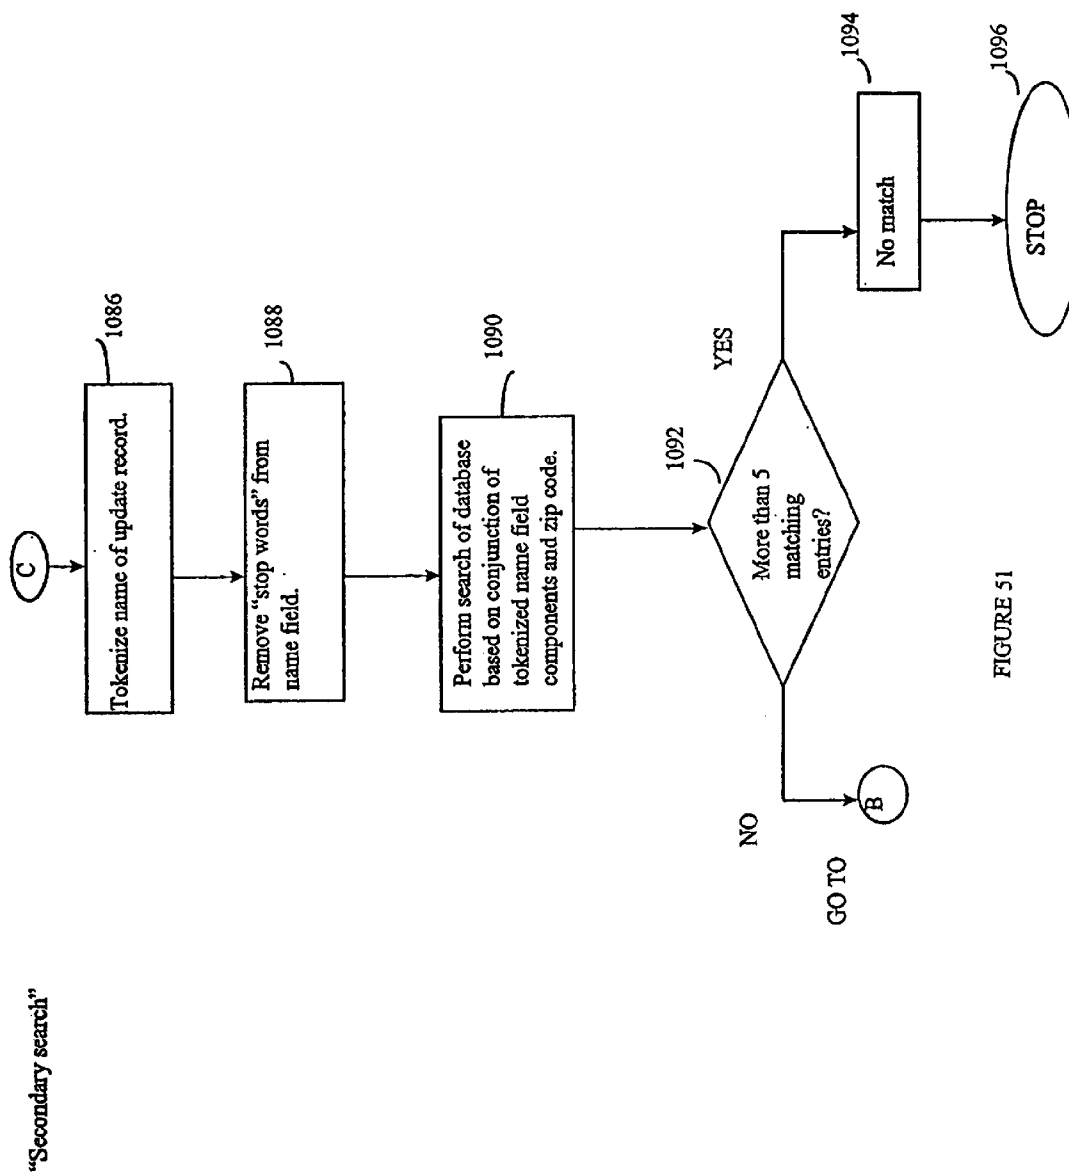 “Secondary search”
C
1086
Tokenize name of update record.
1088
Remove “stop words” from
name field.
1090
Perform search of database
based on conjunction of
tokenized name field
components and zip code.
1092
More than 5
matching
entries?
YES
NO
1094
No match
GO TO
B
1096
STOP
FIGURE 51